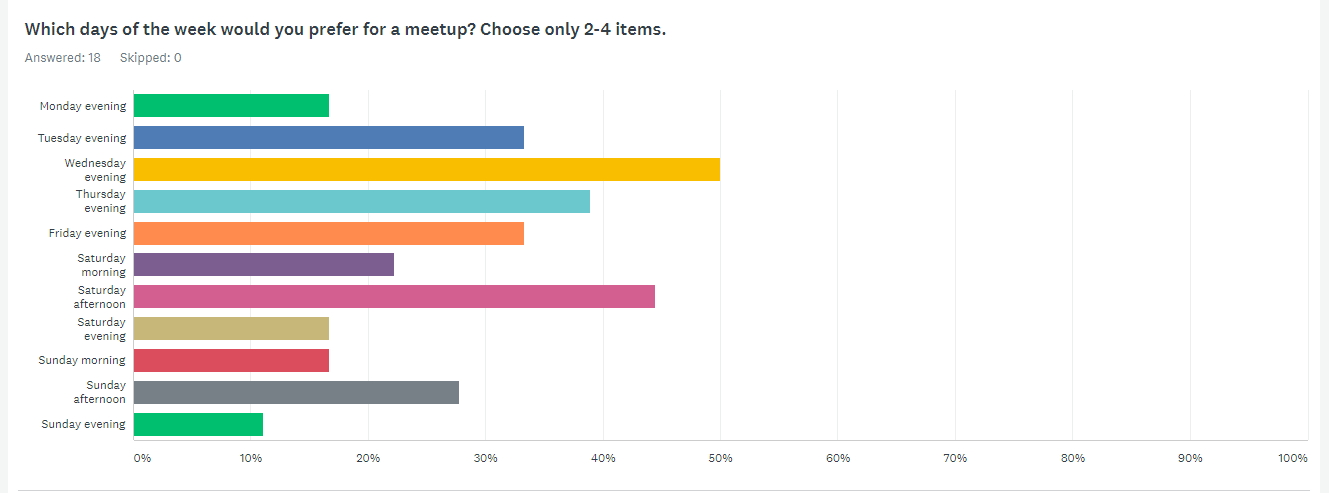 Which days of the week would you prefer for a meetup? Choose only 2-4 items.
Answered: 18 Skipped: 0
Monday evening
Tuesday evening
Wednesday
evening
Thursday
evening
Friday evening
Saturday
morning
Saturday
afternoon
Saturday
evening
Sunday morning
Sunday
afternoon
Sunday evening
0% 10% 20% 30% 40% 50% 60% 70% 80% 90% 100%